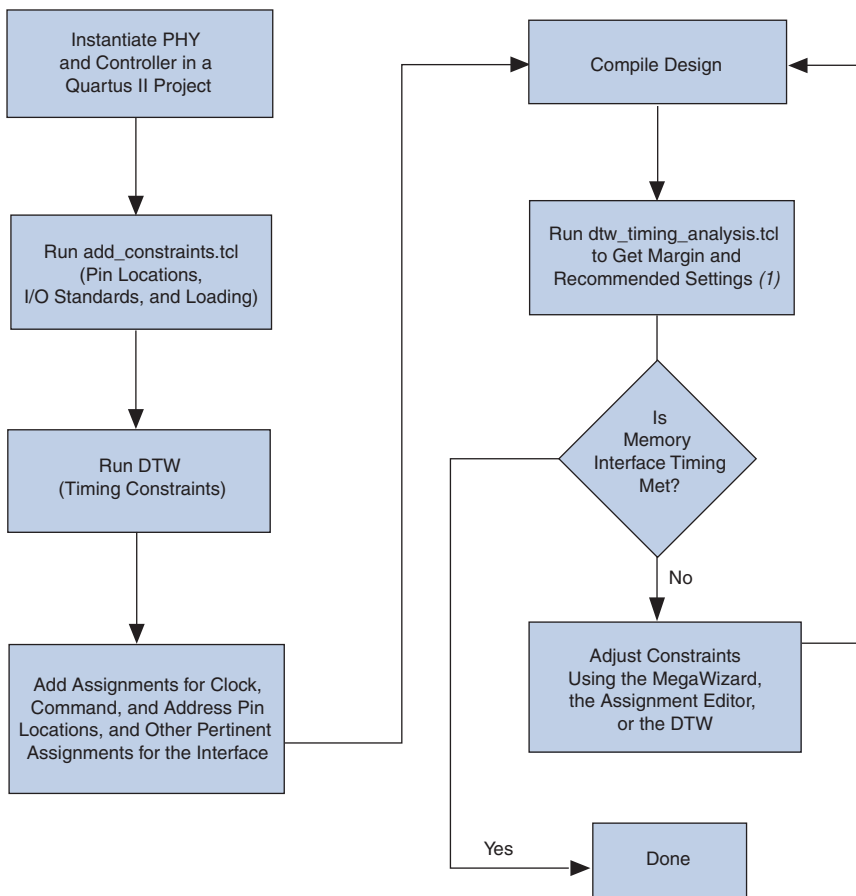 Instantiate PHY
and Controller in a
Quartus II Project
Run add_constraints.tcl
(Pin Locations,
I/O Standards, and Loading)
Run DTW
(Timing Constraints)
Add Assignments for Clock,
Command, and Address Pin
Locations, and Other Pertinent
Assignments for the Interface
Compile Design
Run dtw_timing_analysis.tcl
to Get Margin and
Recommended Settings (1)
Is
Memory
Interface Timing
Met?
No
Adjust Constraints
Using the MegaWizard,
the Assignment Editor,
or the DTW
Yes
Done